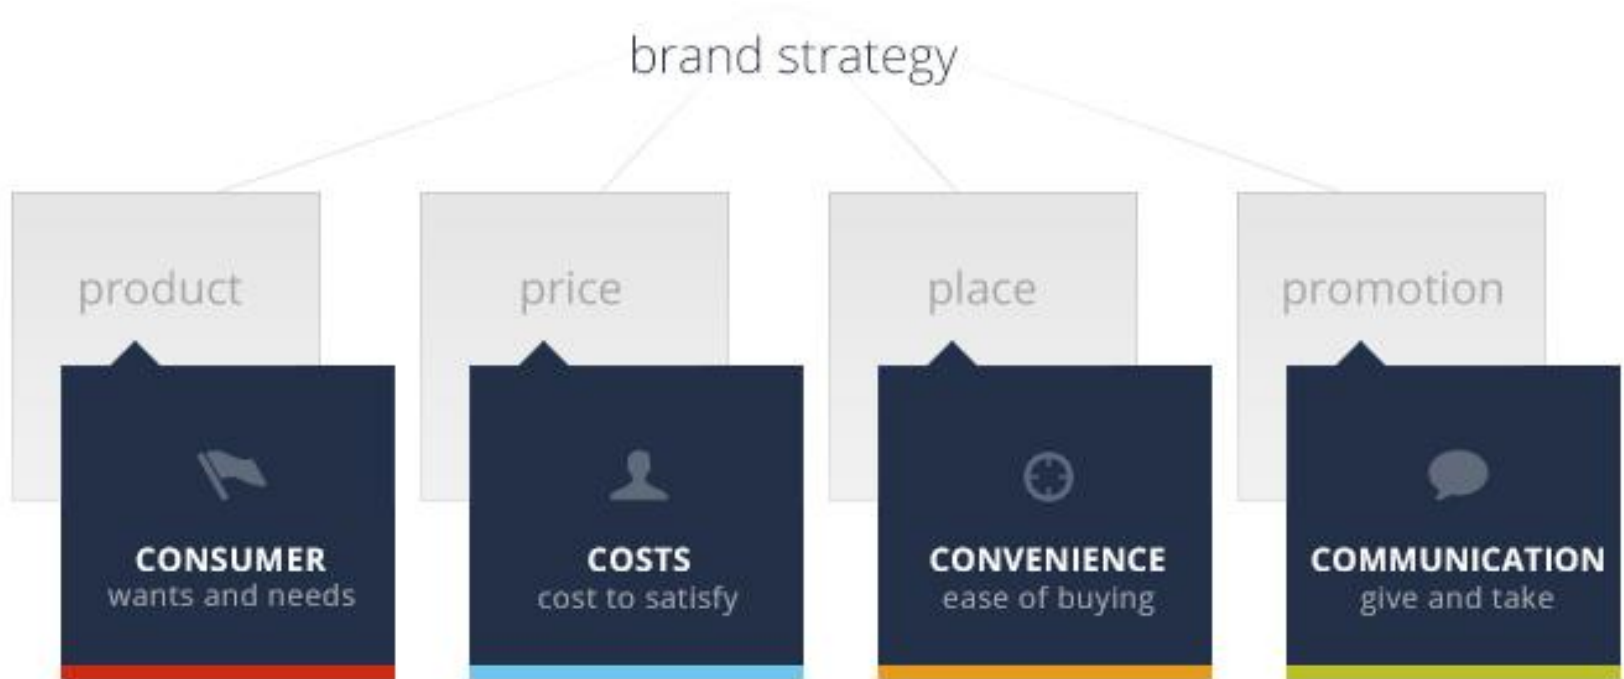 brand strategy
product
price
place
promotion
CONSUMER
wants and needs
COSTS
cost to satisfy
CONVENIENCE
ease of buying
COMMUNICATION
give and take